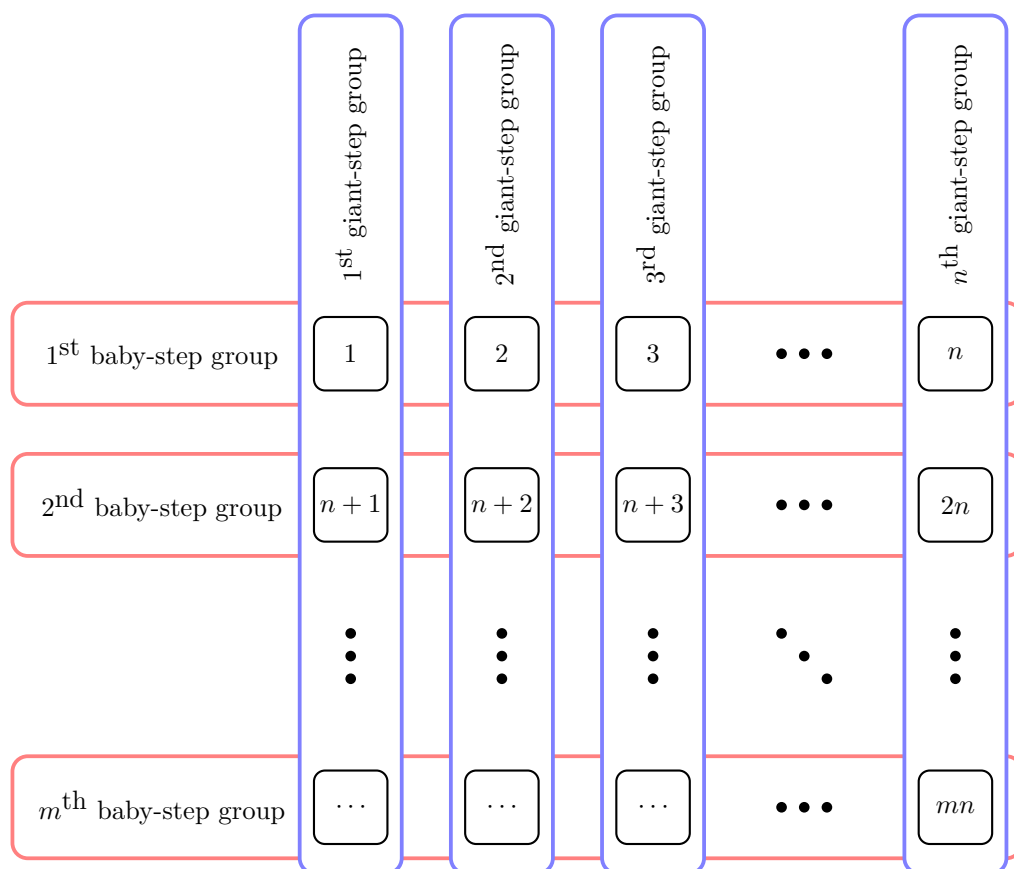 1st giant-step group
2nd giant-step group
3rd giant-step group
nth giant-step group
1st baby-step group 1 2 3 ••• n
2nd baby-step group n + 1 n + 2 n + 3 ••• 2n
mth baby-step group ... ... ... ••• mn